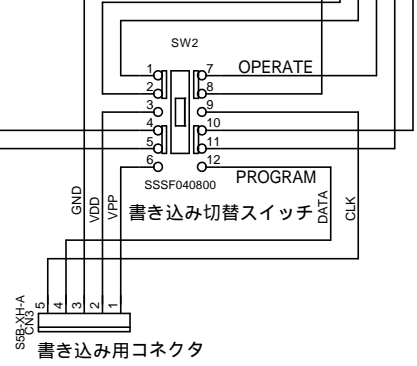 SW2
1
7
OPERATE
2
8
3
9
4
10
5
11
6
12
SSSF040800
PROGRAM
書き込み切替スイッチ
GND
VDD
VPP
DATA
CLK
S5B-XH-A
CN3
5
4
3
2
1
書き込み用コネクタ